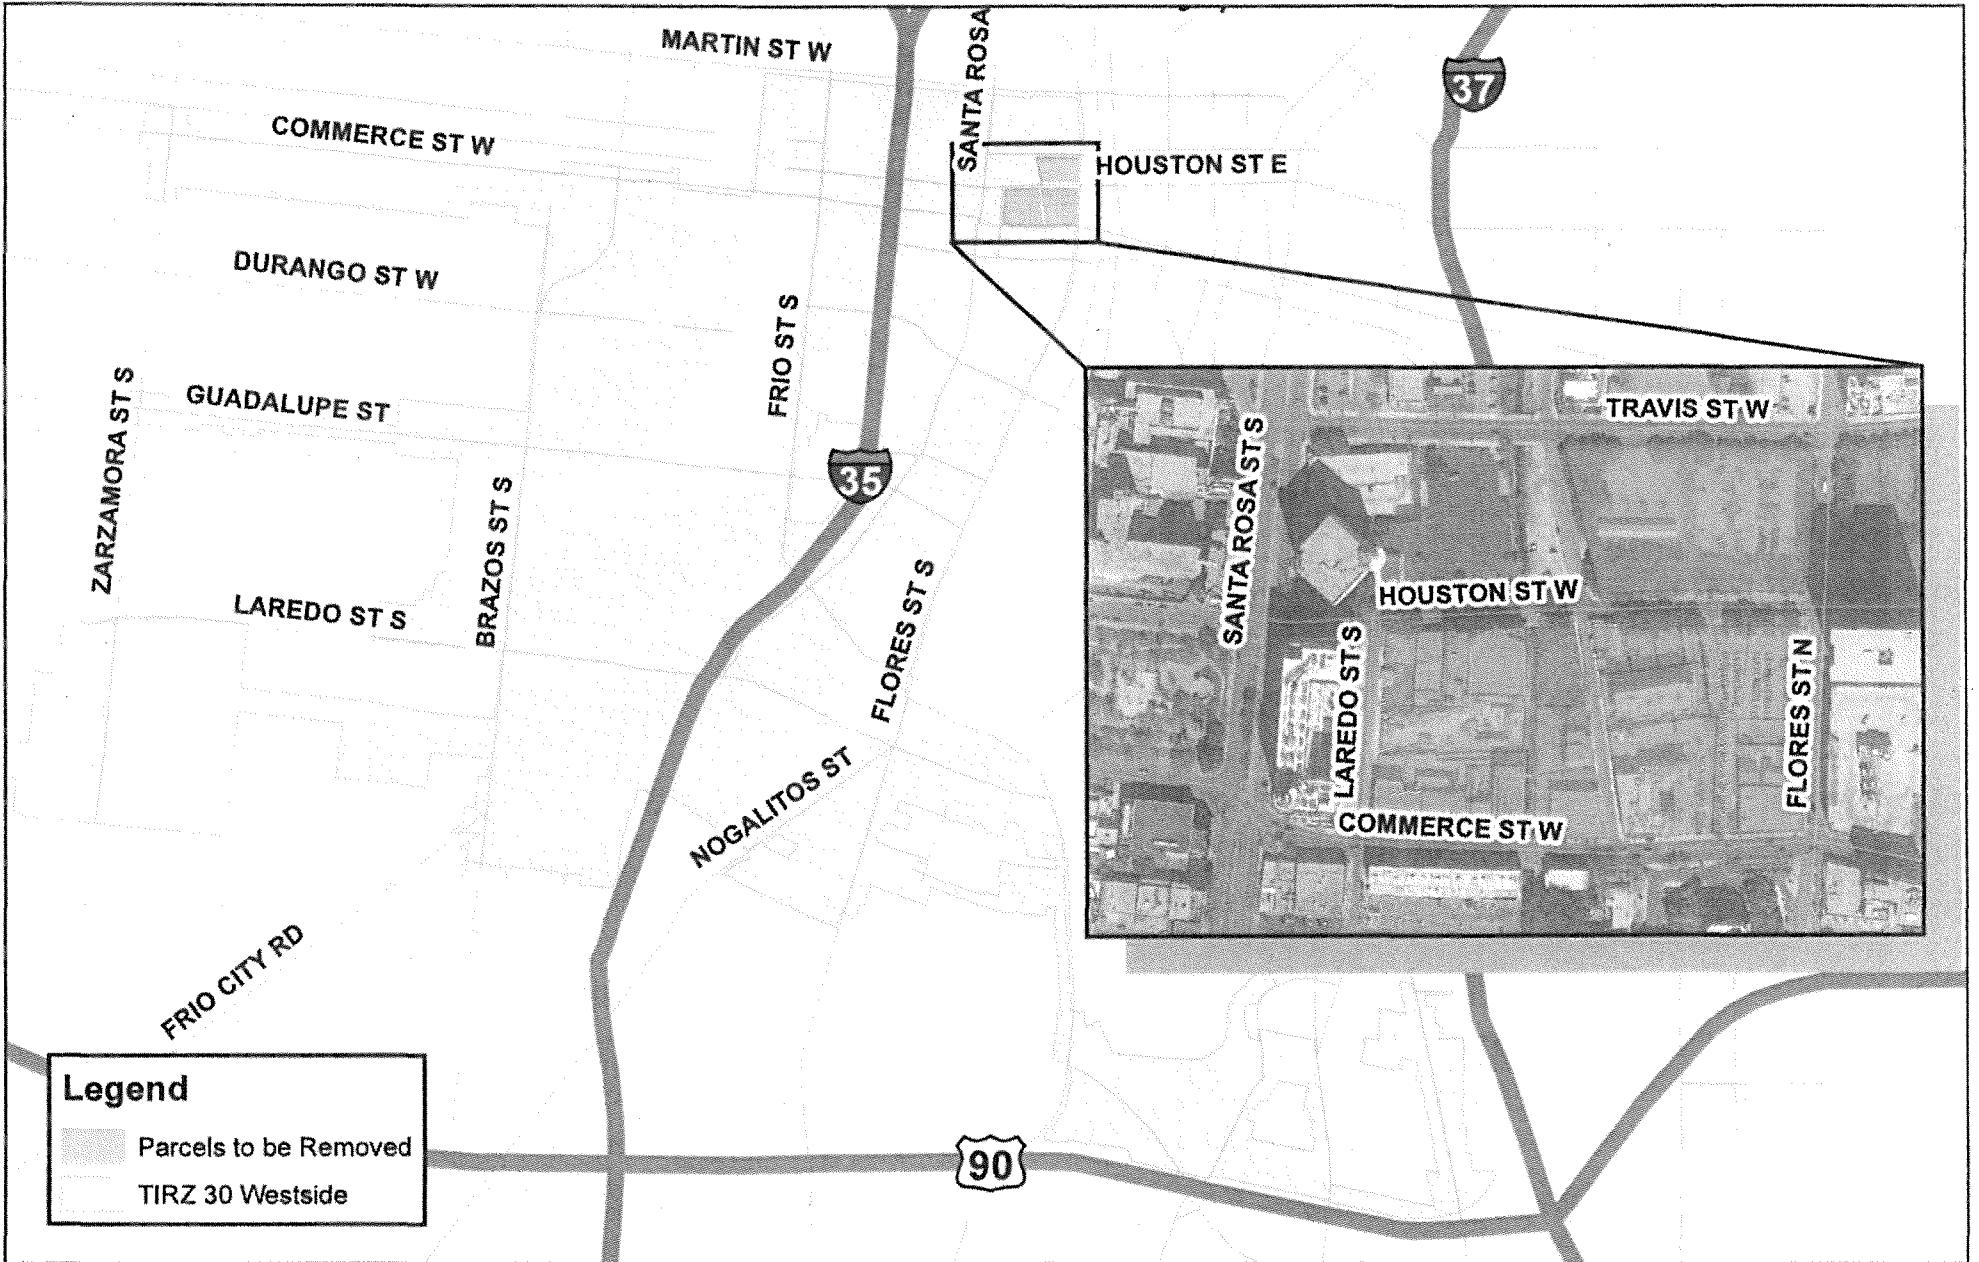 MARTIN ST W
SANTA ROSA
37
COMMERCE ST W
HOUSTON ST E
DURANGO ST W
FRIO ST S
ZARZAMORA ST S
GUADALUPE ST
35
BRAZOS ST S
LAREDO ST S
FLORES ST S
NOGALITOS ST
TRAVIS ST W
SANTA ROSA ST S
HOUSTON ST W
LAREDO ST S
FLORES ST N
COMMERCE ST W
FRIO CITY RD
90
Legend
Parcels to be Removed
TIRZ 30 Westside